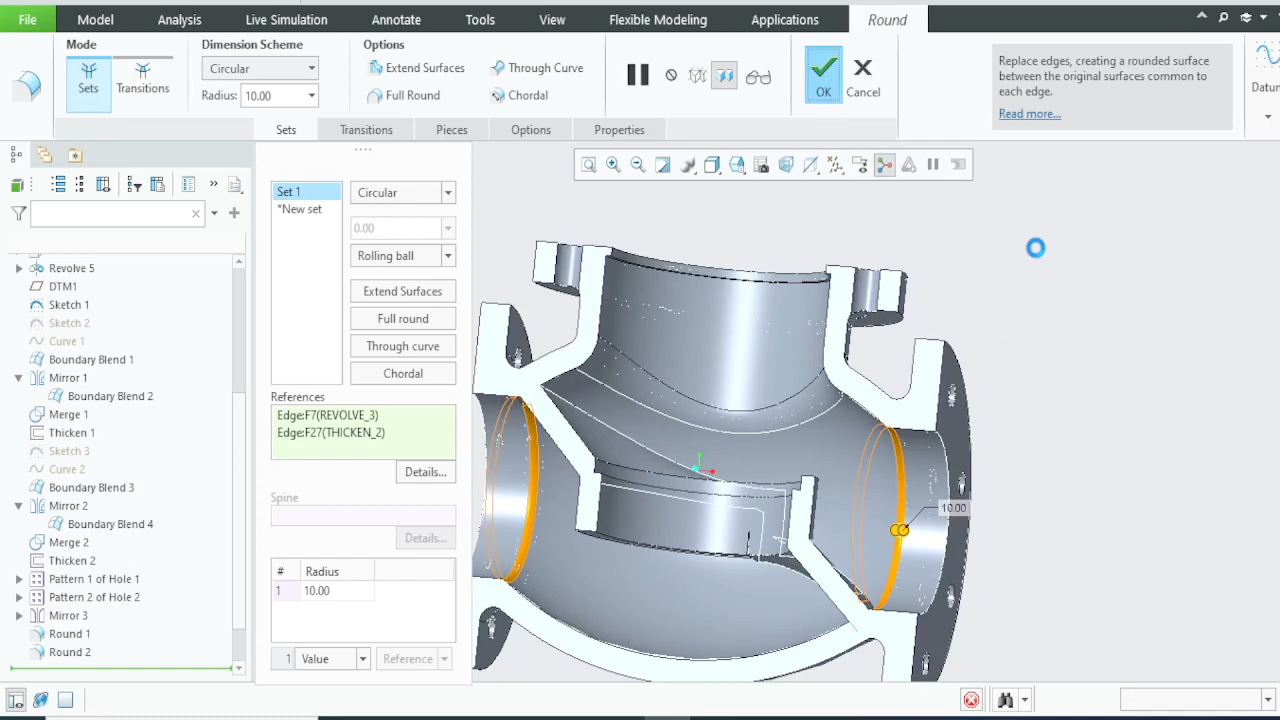 File Model Analysis Live Simulation Annotate Tools View Flexible Modeling Applications Round
Mode Dimension Scheme Options
Sets Transitions
Circular
Radius: 10.00
Extend Surfaces Through Curve
Full Round Chordal
OK Cancel
Replace edges, creating a rounded surface
between the original surfaces common to
each edge.
Read more...
Datum
Sets Transitions Pieces Options Properties
Revolve 5
DTM1
Sketch 1
Sketch 2
Curve 1
Boundary Blend 1
Mirror 1
Boundary Blend 2
Merge 1
Thicken 1
Sketch 3
Curve 2
Boundary Blend 3
Mirror 2
Boundary Blend 4
Merge 2
Thicken 2
Pattern 1 of Hole 1
Pattern 2 of Hole 2
Mirror 3
Round 1
Round 2
Set 1
*New set
Circular
0.00
Rolling ball
Extend Surfaces
Full round
Through curve
Chordal
References
Edge:F7(REVOLVE_3)
Edge:F27(THICKEN_2)
Details...
Spine
Details...
# Radius
1 10.00
1 Value Reference
10.00